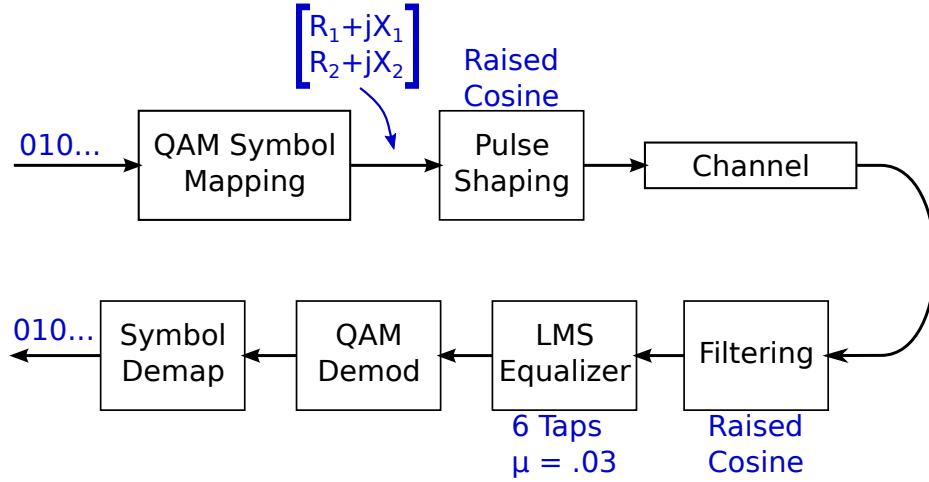 [R₁+jX₁
R₂+jX₂]
Raised
Cosine
010...
QAM Symbol
Mapping
Pulse
Shaping
Channel
010...
Symbol
Demap
QAM
Demod
LMS
Equalizer
Filtering
6 Taps
μ = .03
Raised
Cosine